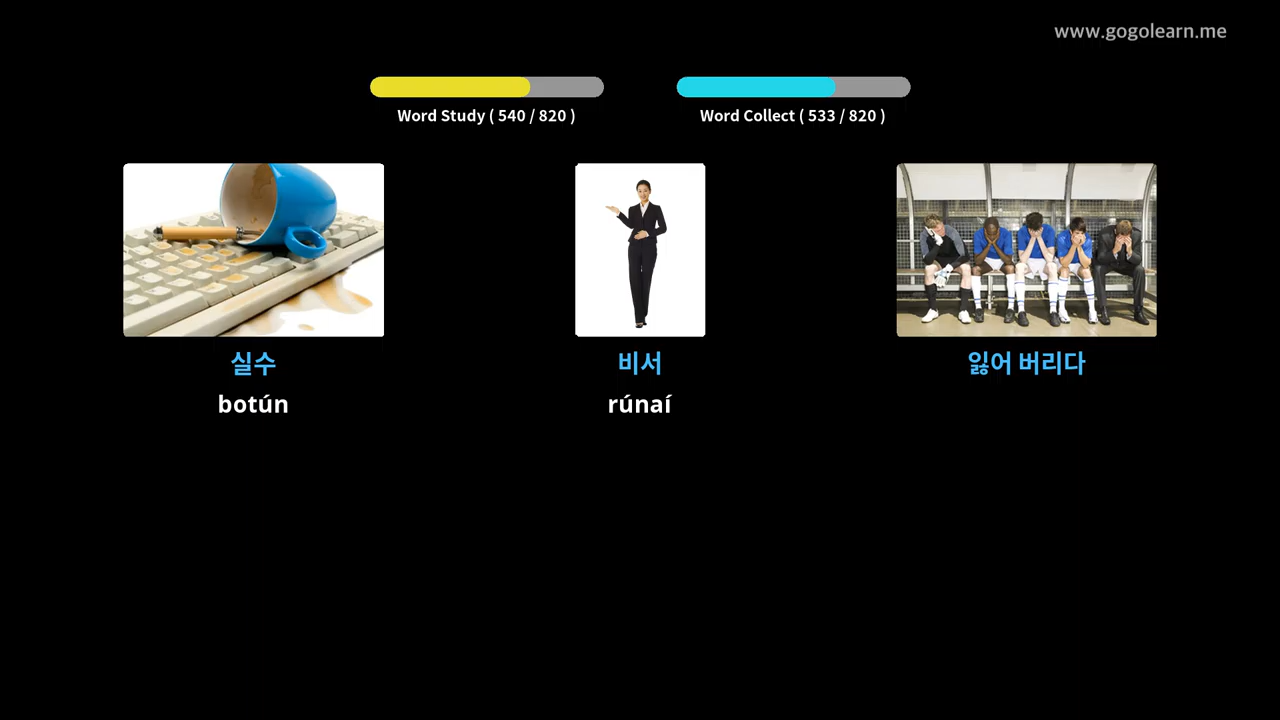 www.gogolearn.me
Word Study ( 540 / 820 )
Word Collect ( 533 / 820 )
실수
비서
잃어 버리다
botún
rúnaí